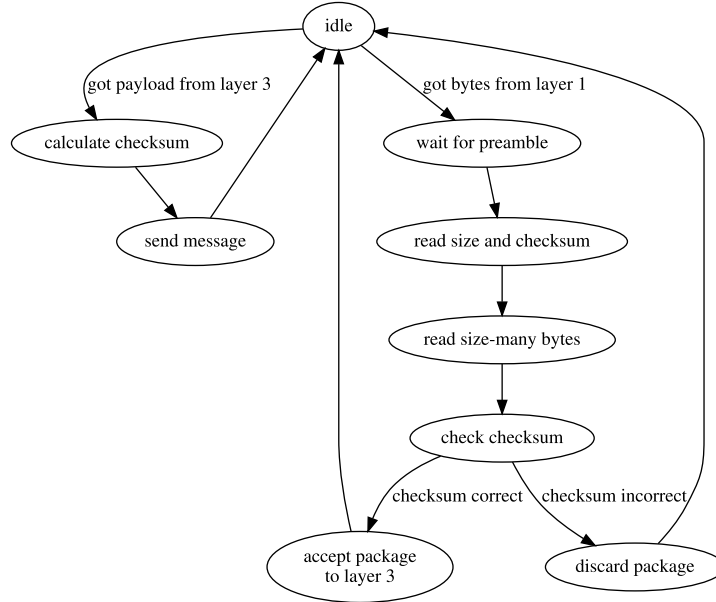 idle
got payload from layer 3
got bytes from layer 1
calculate checksum
wait for preamble
send message
read size and checksum
read size-many bytes
check checksum
checksum correct
checksum incorrect
accept package
to layer 3
discard package